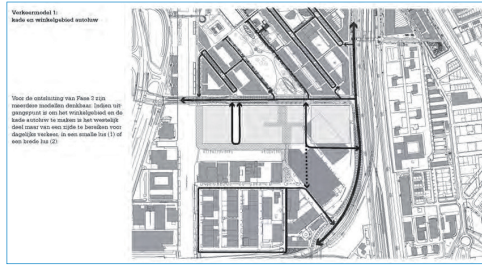 Verkeersmodel 1:
kade en winkelgebied autoluw
Voor de ontsluiting van Fase 3 zijn
meerdere modellen denkbaar. Indien uit-
gangspunt is om het winkelgebied en de
kade autoluw te maken is het westelijk
deel maar van een zijde te bereiken voor
dagelijks verkeer, in een smalle lus (1) of
een brede lus (2)